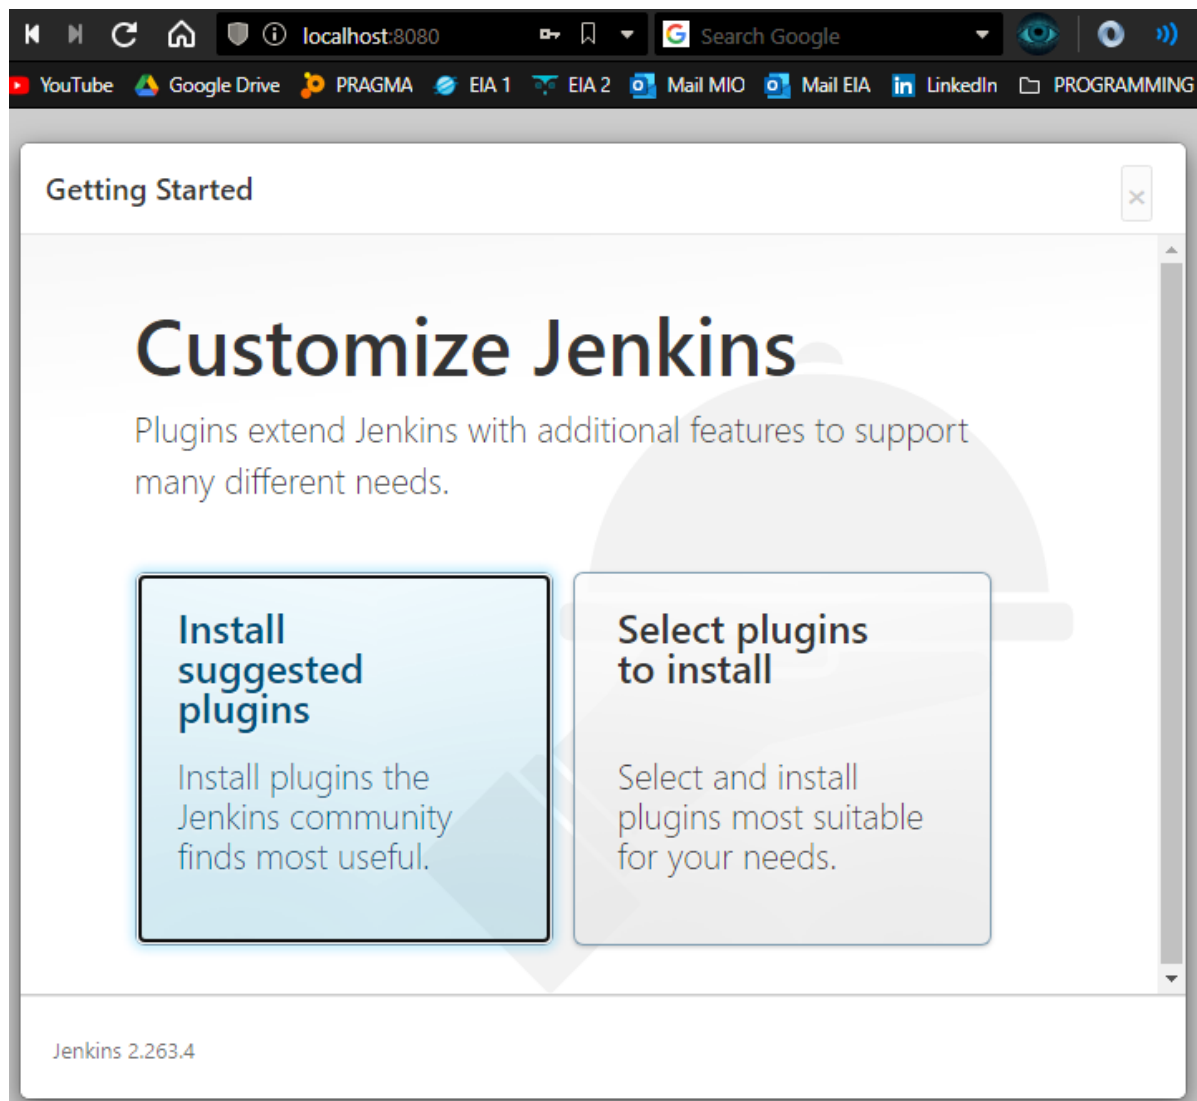 localhost:8080
Search Google
YouTube Google Drive PRAGMA EIA 1 EIA 2 Mail MIO Mail EIA LinkedIn PROGRAMMING
Getting Started
Customize Jenkins
Plugins extend Jenkins with additional features to support
many different needs.
Install
suggested
plugins
Install plugins the
Jenkins community
finds most useful.
Select plugins
to install
Select and install
plugins most suitable
for your needs.
Jenkins 2.263.4